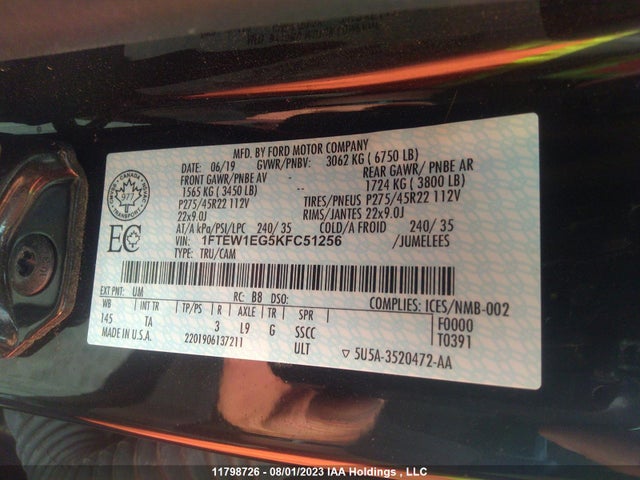 MFD. BY FORD MOTOR COMPANY
DATE: 06/19 GVWR/PNBV: 3062 KG ( 6750 LB)
FRONT GAWR/PNBE AV REAR GAWR/ PNBE AR
1565 KG ( 3450 LB) -- 1724 KG ( 3800 LB)
P275/45R22 112V TIRES/PNEUS P275/45R22 112V
22x9.0J RIMS/JANTES 22x9.0J
AT/A kPa/PSI/LPC 240/ 35 COLD/A FROID 240/ 35
VIN: 1FTEW1EG5KFC51256 /JUMELEES
TYPE: TRU/CAM
CANADA
977
TRANSPORT
EC
EXT PNT: UM RC: B8 DSO: COMPLIES: ICES/NMB-002
WB INT TR TP/PS R AXLE TR SPR F0000
145 TA 3 L9 G SSCC T0391
MADE IN U.S.A. 2201906137211 ULT ▽ 5U5A-3520472-AA
11798726 - 08/01/2023 IAA Holdings , LLC